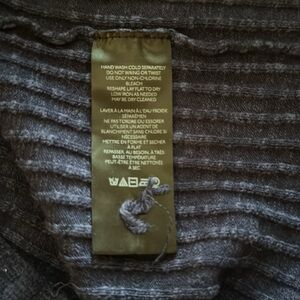 HAND WASH COLD SEPARATELY
DO NOT WRING OR TWIST
USE ONLY NON-CHLORINE
BLEACH
RESHAPE LAY FLAT TO DRY
LOW IRON AS NEEDED
MAY BE DRY CLEANED
LAVER À LA MAIN À L'EAU FROIDE
SÉPARÉMENT
NE PAS TORDRE OU ESSORER
UTILISER UN AGENT DE
BLANCHIMENT SANS CHLORE SI
NÉCESSAIRE
METTRE EN FORME ET SÉCHER
À PLAT
REPASSER, AU BESOIN, À TRÈS
BASSE TEMPÉRATURE
PEUT-ÊTRE ÊTRE NETTOYÉS
À SEC